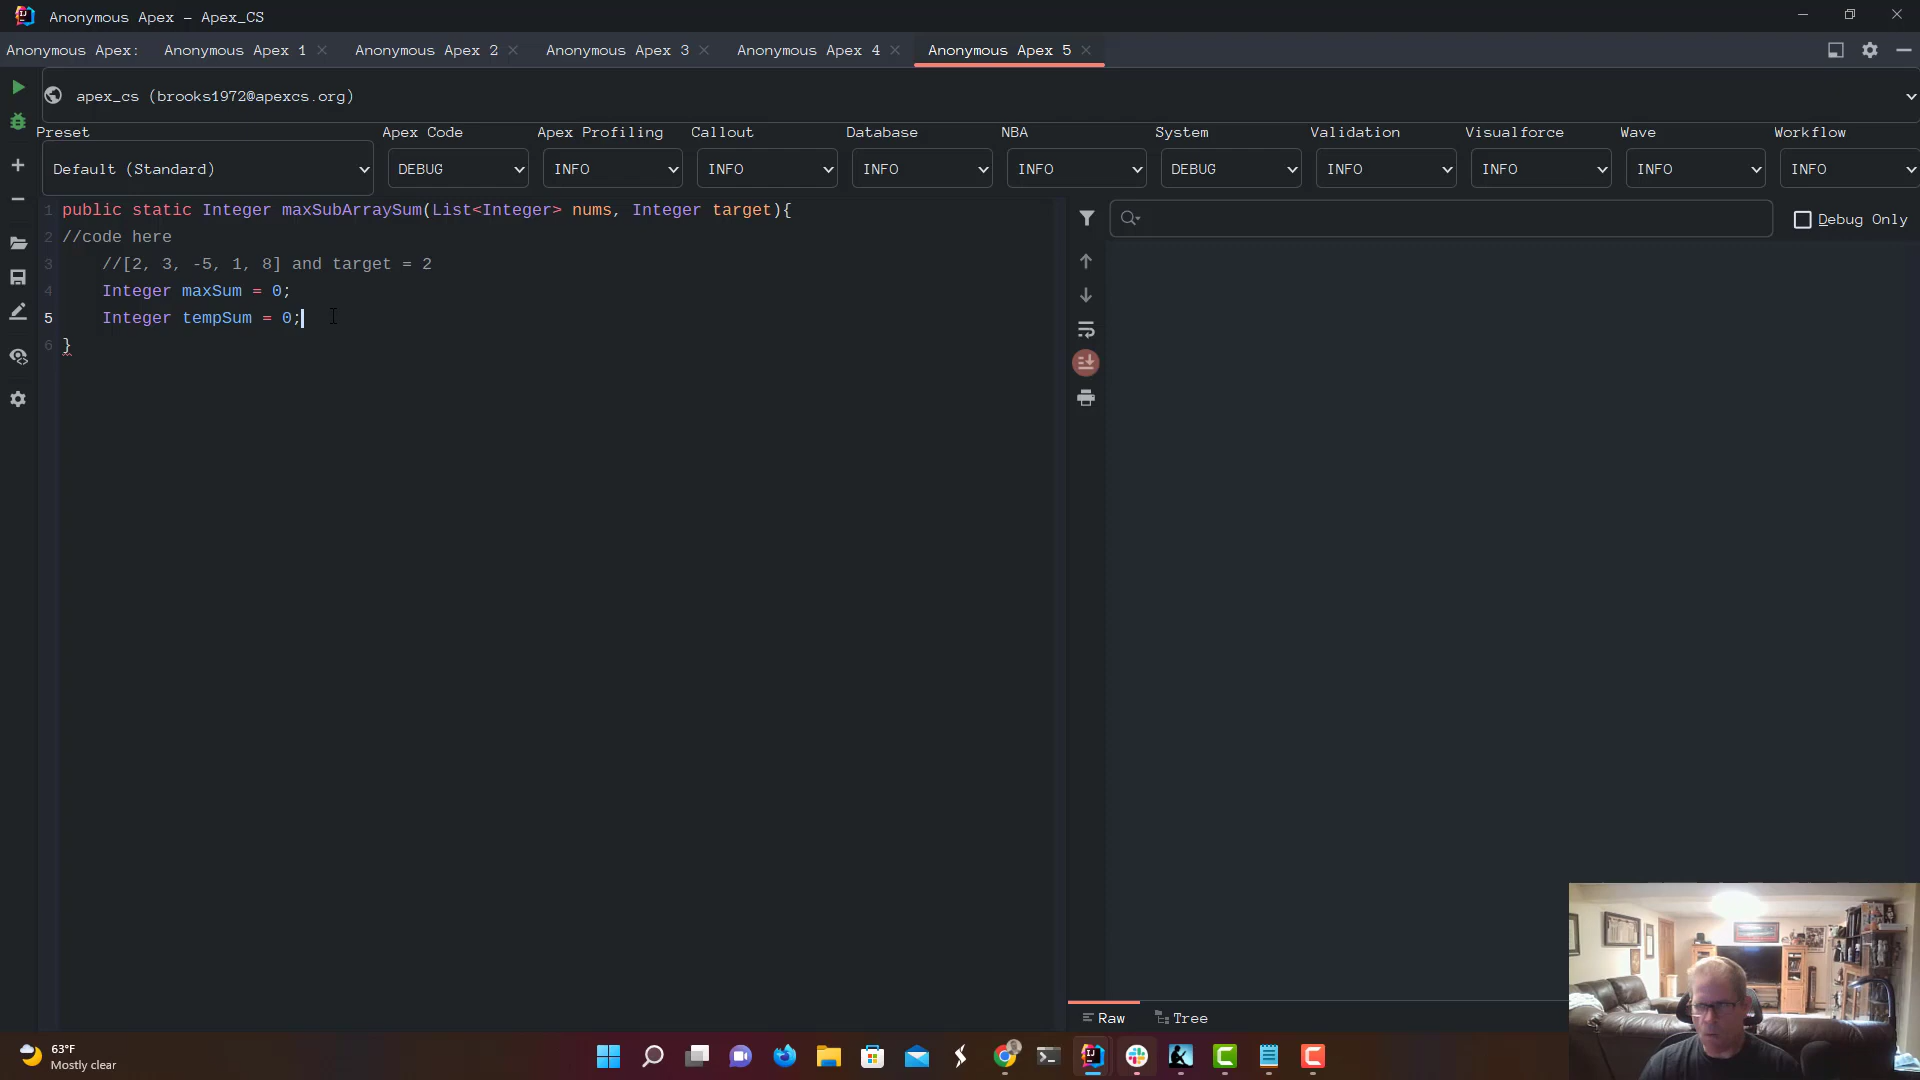 Anonymous Apex – Apex_CS
Anonymous Apex: Anonymous Apex 1 Anonymous Apex 2 Anonymous Apex 3 Anonymous Apex 4 Anonymous Apex 5
apex_cs (brooks1972@apexcs.org)
Preset Apex Code Apex Profiling Callout Database NBA System Validation Visualforce Wave Workflow
Default (Standard) DEBUG INFO INFO INFO INFO DEBUG INFO INFO INFO INFO
1 public static Integer maxSubArraySum(List<Integer> nums, Integer target){
Debug Only
2 //code here
3 //[2, 3, -5, 1, 8] and target = 2
4 Integer maxSum = 0;
5 Integer tempSum = 0;
6 }
Raw Tree
63°F
Mostly clear